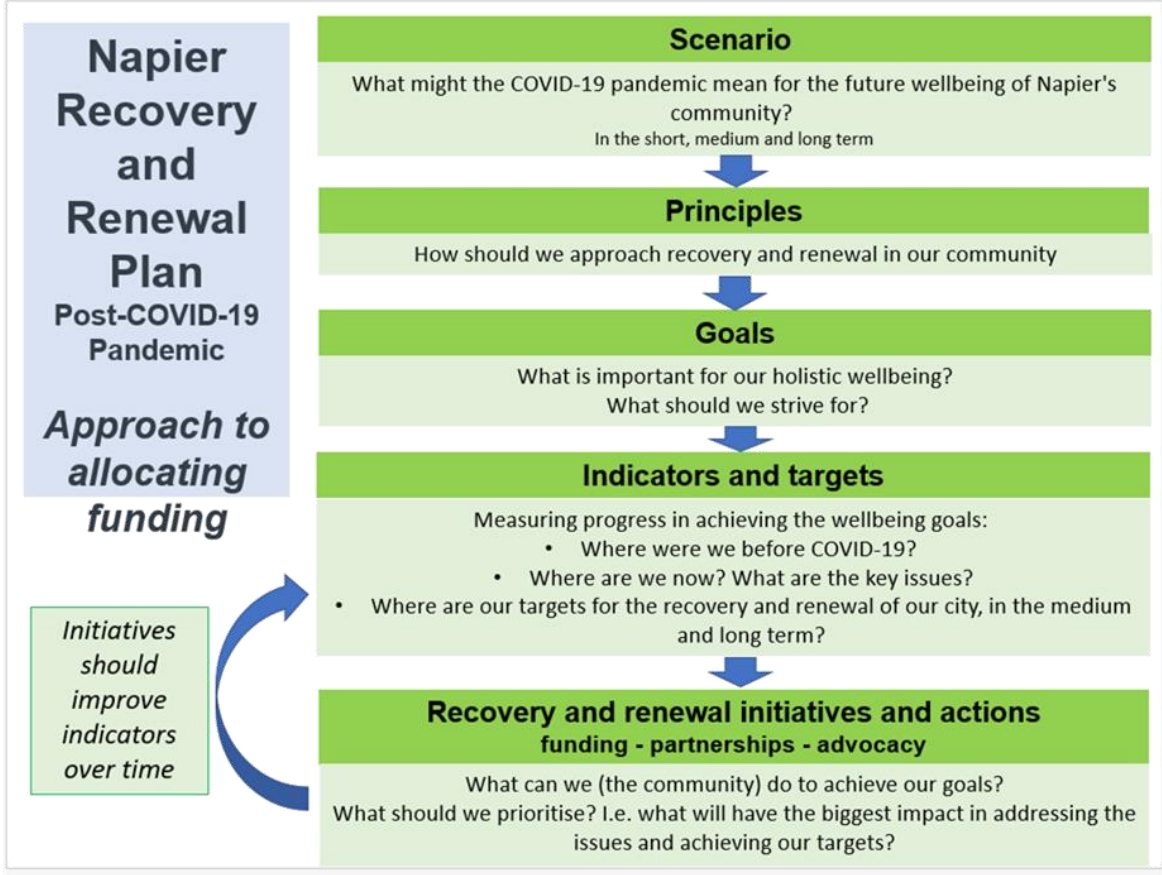 Napier
Recovery
and
Renewal
Plan
Post-COVID-19
Pandemic
Approach to
allocating
funding
Initiatives
should
improve
indicators
over time
Scenario
What might the COVID-19 pandemic mean for the future wellbeing of Napier's
community?
In the short, medium and long term
Principles
How should we approach recovery and renewal in our community
Goals
What is important for our holistic wellbeing?
What should we strive for?
Indicators and targets
Measuring progress in achieving the wellbeing goals:
• Where were we before COVID-19?
• Where are we now? What are the key issues?
• Where are our targets for the recovery and renewal of our city, in the medium
and long term?
Recovery and renewal initiatives and actions
funding - partnerships - advocacy
What can we (the community) do to achieve our goals?
What should we prioritise? I.e. what will have the biggest impact in addressing the
issues and achieving our targets?